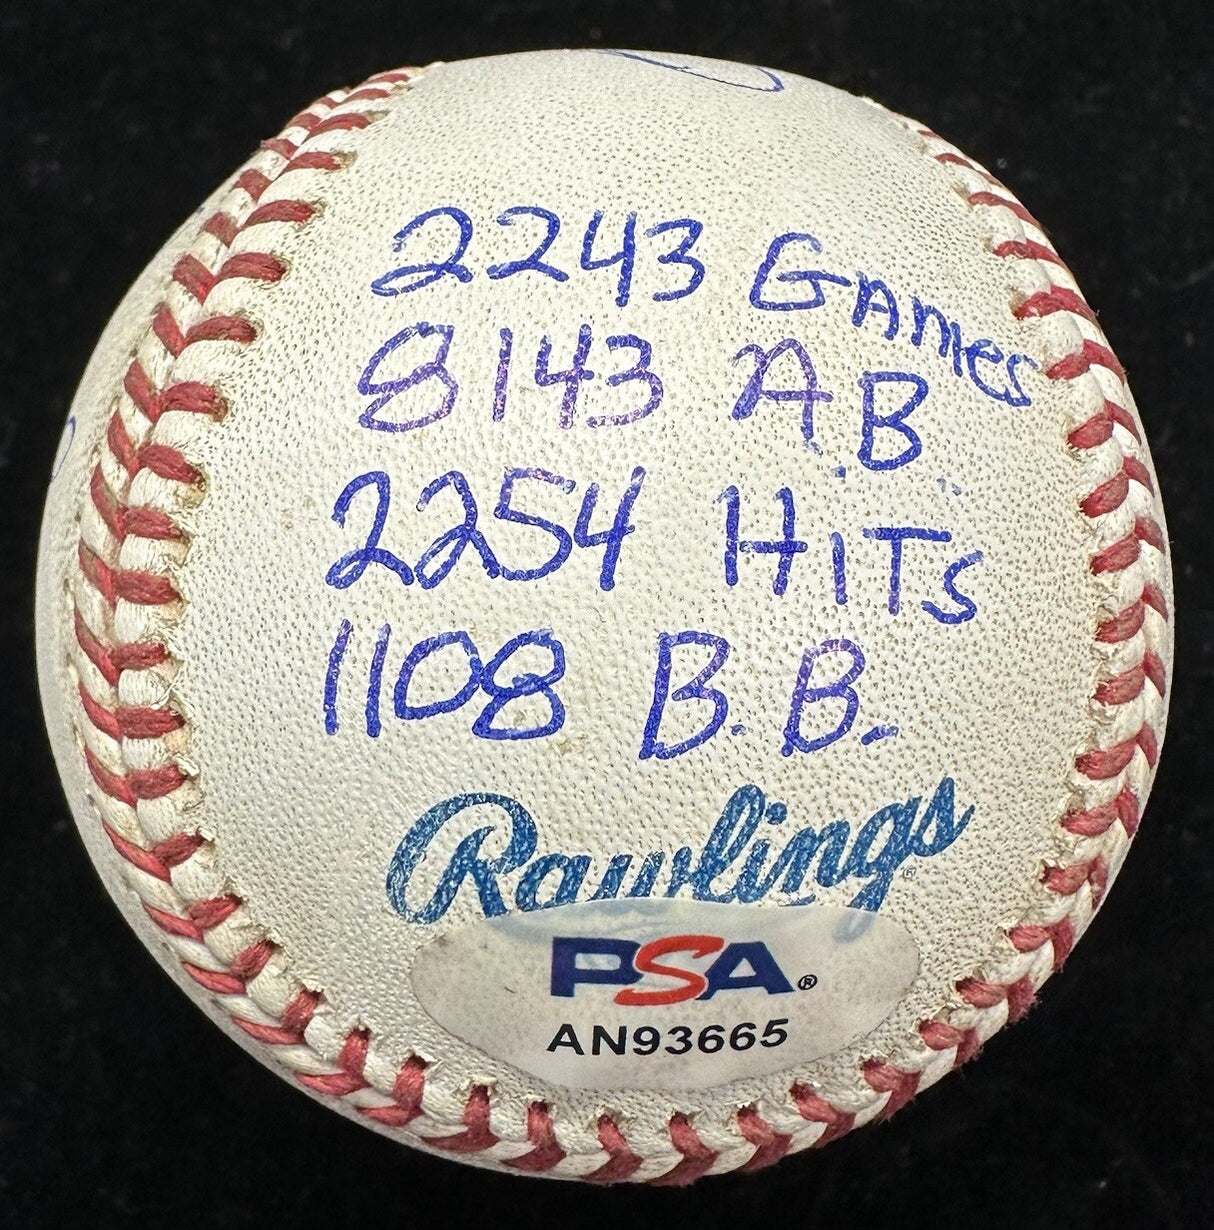 2243 Games
8143 A.B.
2254 Hits
1108 B.B.
Rawlings
PSA®
AN93665